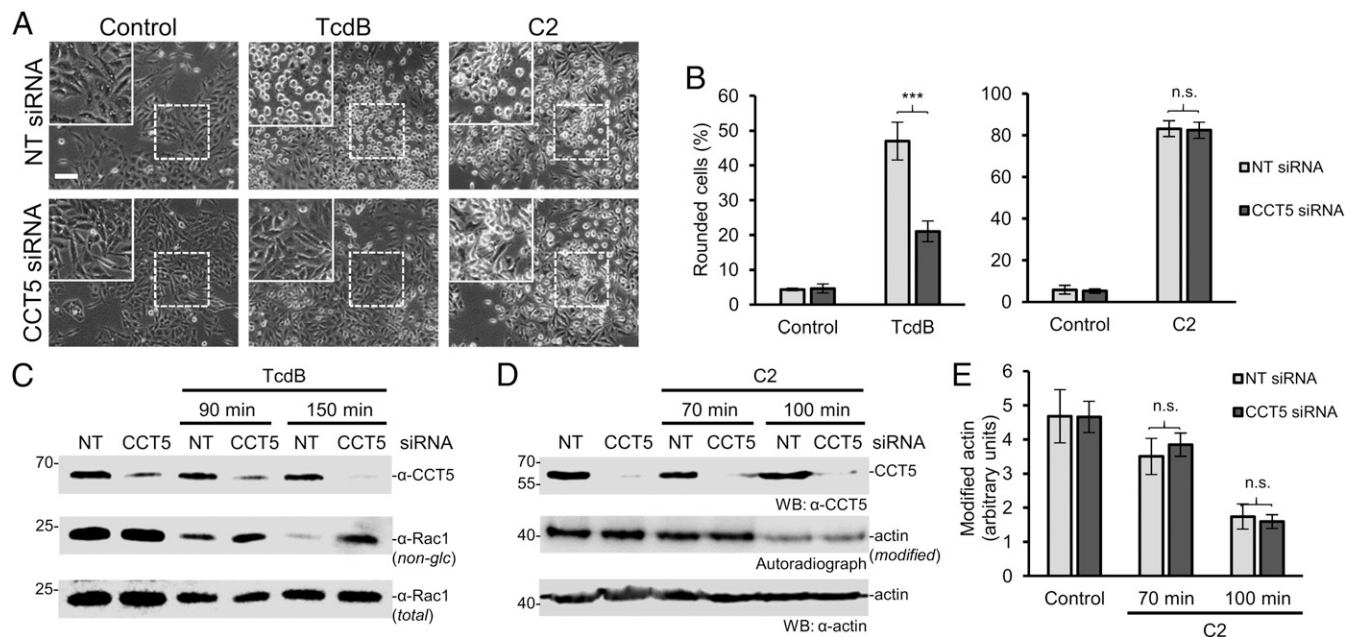 A
Control
TcdB
C2
NT siRNA
CCT5 siRNA
B
Rounded cells (%)
60
50
40
30
20
10
0
***
Control
TcdB
100
80
60
40
20
0
n.s.
Control
C2
NT siRNA
CCT5 siRNA
C
TcdB
90 min
150 min
NT CCT5 NT CCT5 NT CCT5 siRNA
70-
-α-CCT5
25-
-α-Rac1
(non-glc)
25-
-α-Rac1
(total)
D
C2
70 min
100 min
NT CCT5 NT CCT5 NT CCT5 siRNA
70-
55-
-CCT5
WB: α-CCT5
40-
-actin
(modified)
Autoradiograph
40-
-actin
WB: α-actin
E
Modified actin
(arbitrary units)
6
5
4
3
2
1
0
NT siRNA
CCT5 siRNA
n.s.
n.s.
Control
70 min
100 min
C2